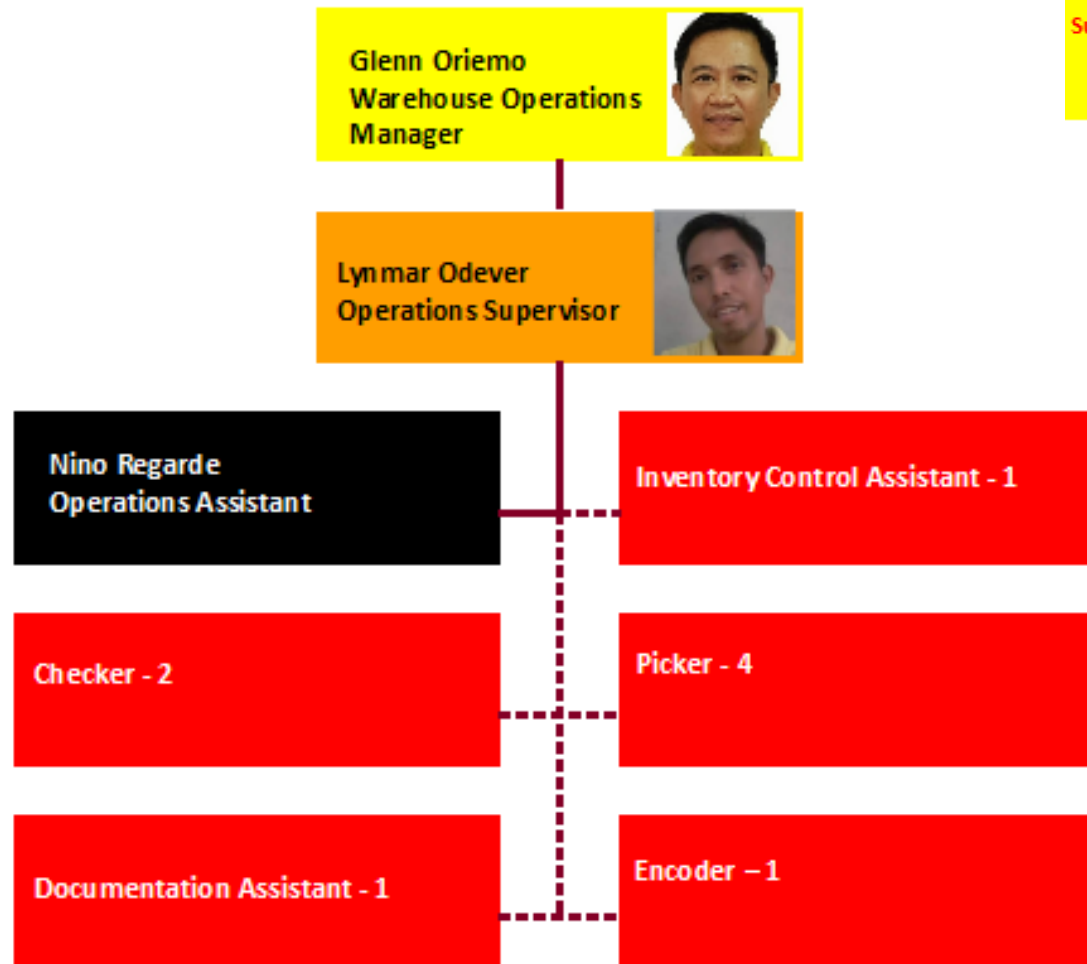 Glenn Oriemo
Warehouse Operations
Manager
Lynmar Odever
Operations Supervisor
Nino Regarde
Operations Assistant
Inventory Control Assistant - 1
Checker - 2
Picker - 4
Documentation Assistant - 1
Encoder – 1